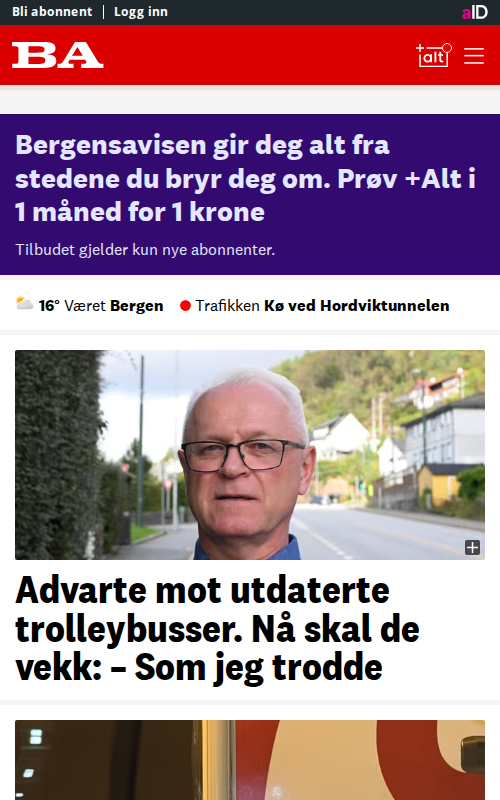 Bli abonnent | Logg inn
aID
BA
+alt
Bergensavisen gir deg alt fra
stedene du bryr deg om. Prøv +Alt i
1 måned for 1 krone
Tilbudet gjelder kun nye abonnenter.
16° Været Bergen
Trafikken Kø ved Hordviktunnelen
Advarte mot utdaterte
trolleybusser. Nå skal de
vekk: – Som jeg trodde